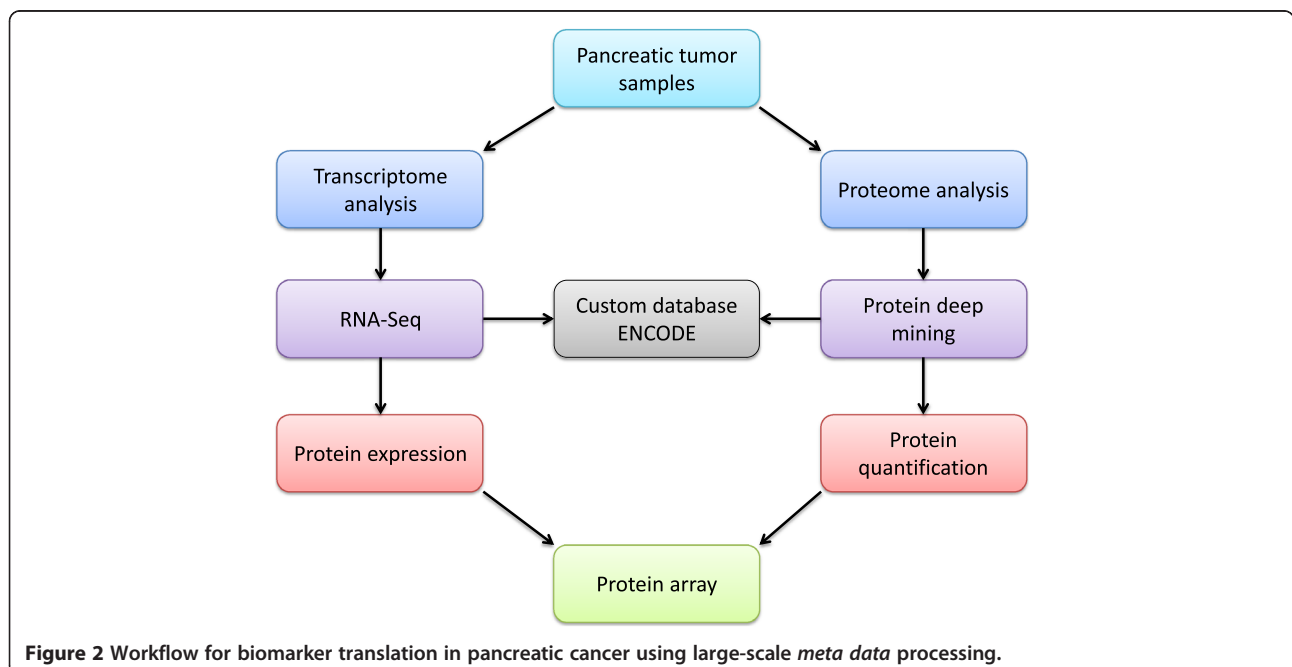 Pancreatic tumor
samples
Transcriptome
analysis
Proteome analysis
RNA-Seq
Custom database
ENCODE
Protein deep
mining
Protein expression
Protein
quantification
Protein array
Figure 2 Workflow for biomarker translation in pancreatic cancer using large-scale meta data processing.